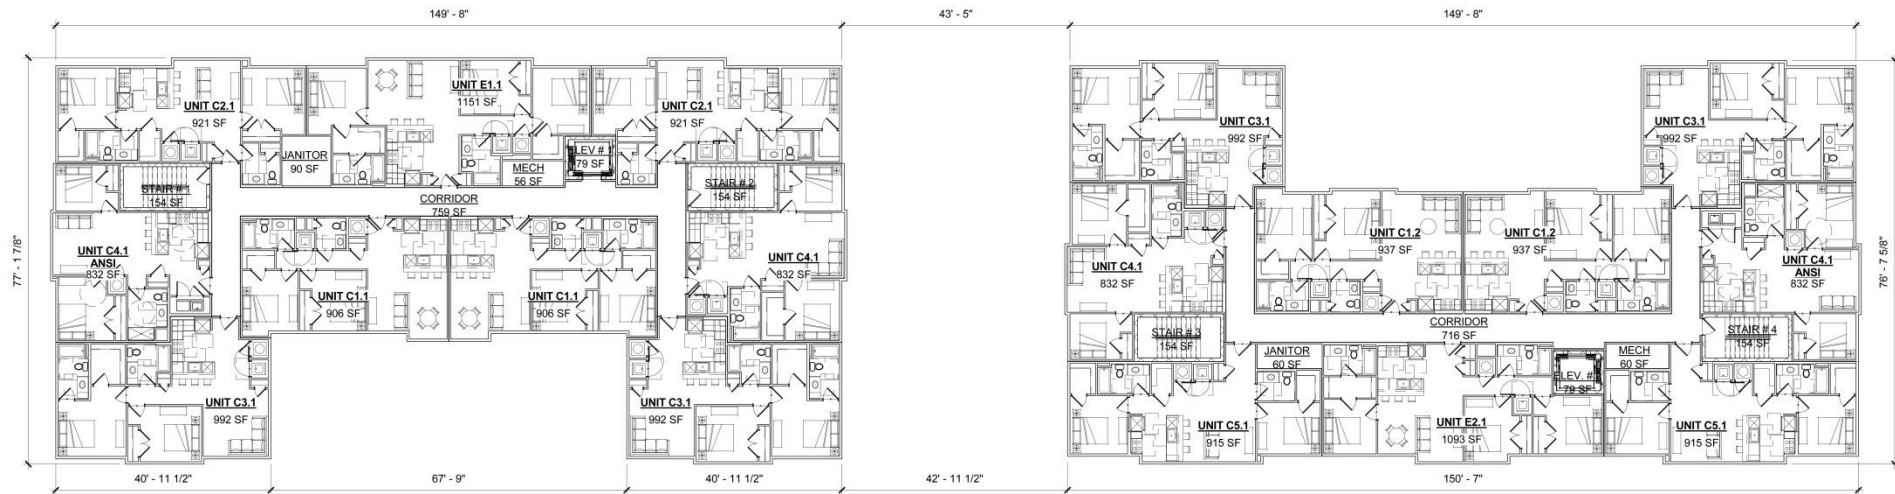 149' - 8"
43' - 5"
149' - 8"
77' - 1 7/8"
UNIT C2.1
921 SF
UNIT E1.1
1151 SF
UNIT C2.1
921 SF
JANITOR
90 SF
MECH
56 SF
79 SF
STAIR # 1
154 SF
CORRIDOR
759 SF
STAIR # 2
154 SF
UNIT C4.1
ANSI
832 SF
UNIT C4.1
832 SF
UNIT C1.1
906 SF
UNIT C1.1
906 SF
UNIT C3.1
992 SF
UNIT C3.1
992 SF
UNIT C3.1
992 SF
UNIT C3.1
992 SF
UNIT C1.2
937 SF
UNIT C1.2
937 SF
UNIT C4.1
832 SF
UNIT C4.1
ANSI
832 SF
76' - 7 5/8"
CORRIDOR
716 SF
STAIR # 3
154 SF
STAIR # 4
154 SF
JANITOR
60 SF
MECH
60 SF
79 SF
UNIT C5.1
915 SF
UNIT E2.1
1093 SF
UNIT C5.1
915 SF
40' - 11 1/2"
67' - 9"
40' - 11 1/2"
42' - 11 1/2"
150' - 7"